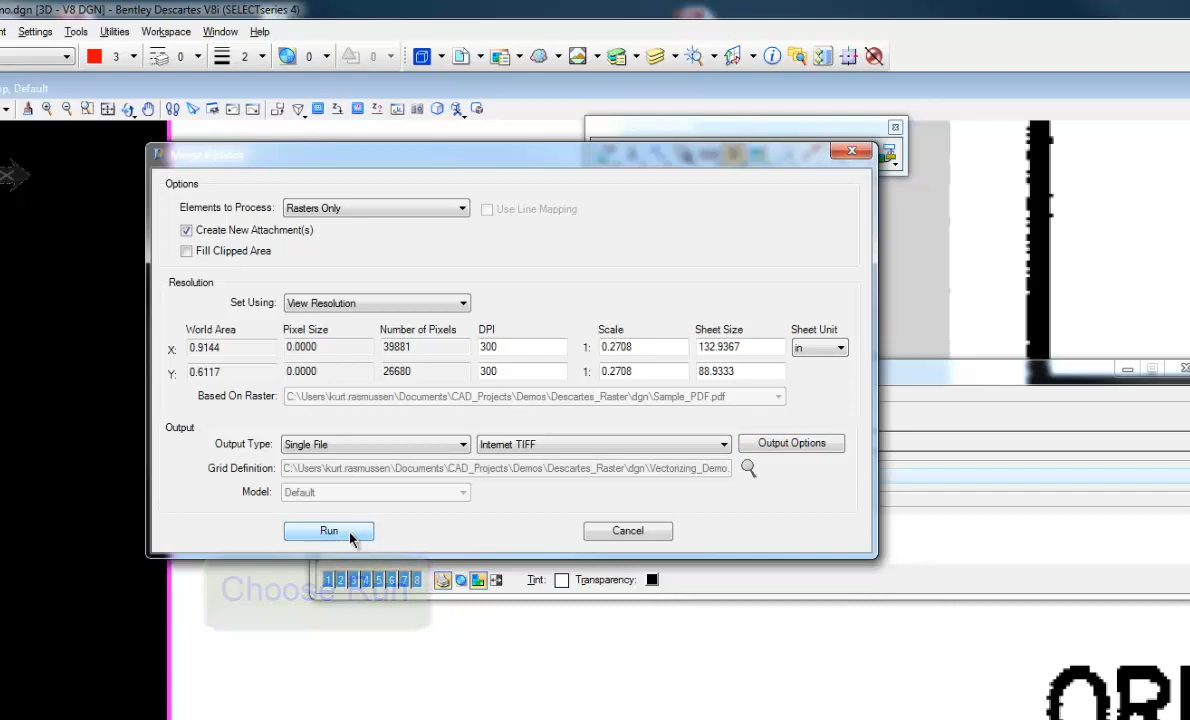 mo.dgn [3D - V8 DGN] - Bentley Descartes V8i (SELECTseries 4)
nt Settings Tools Utilities Workspace Window Help
3 0 2 0 0
op, Default
Merge Options
Options
Elements to Process: Rasters Only Use Line Mapping
Create New Attachment(s)
Fill Clipped Area
Resolution
Set Using: View Resolution
World Area Pixel Size Number of Pixels DPI Scale Sheet Size Sheet Unit
X: 0.9144 0.0000 39881 300 1: 0.2708 132.9367 in
Y: 0.6117 0.0000 26680 300 1: 0.2708 88.9333
Based On Raster: C:\Users\kurt.rasmussen\Documents\CAD_Projects\Demos\Descartes_Raster\dgn\Sample_PDF.pdf
Output
Output Type: Single File Internet TIFF Output Options
Grid Definition: C:\Users\kurt.rasmussen\Documents\CAD_Projects\Demos\Descartes_Raster\dgn\Vectorizing_Demo.
Model: Default
Run Cancel
1 2 3 4 5 6 7 8 Tint: Transparency:
Choose Run